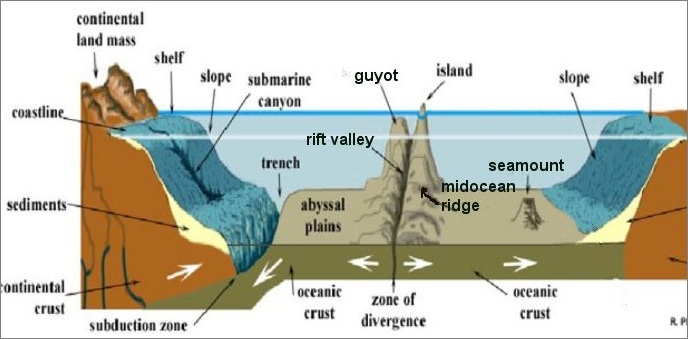 continental
land mass
shelf
slope
submarine
canyon
guyot
island
slope
shelf
coastline
rift valley
trench
seamount
midocean
ridge
sediments
abyssal
plains
continental
crust
oceanic
crust
zone of
divergence
oceanic
crust
subduction zone